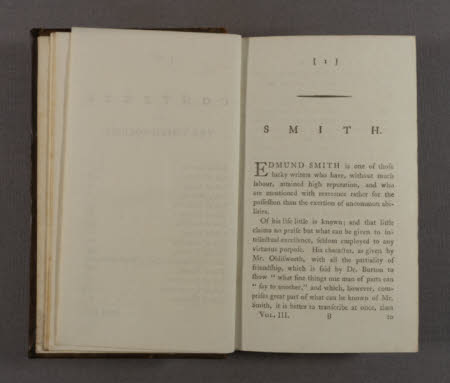 [ 1 ]
SMITH.
EDMUND SMITH is one of thoſe
lucky writers who have, without much
labour, attained high reputation, and who
are mentioned with reverence rather for the
poſſeſſion than the exertion of uncommon abi-
lities.
Of his life little is known; and that little
claims no praiſe but what can be given to in-
tellectual excellence, ſeldom employed to any
virtuous purpoſe. His character, as given by
Mr. Oldiſworth, with all the partiality of
friendſhip, which is ſaid by Dr. Burton to
ſhew " what fine things one man of parts can
" ſay to another," and which, however, com-
priſes great part of what can be known of Mr.
Smith, it is better to tranſcribe at once, than
VOL. III. B to